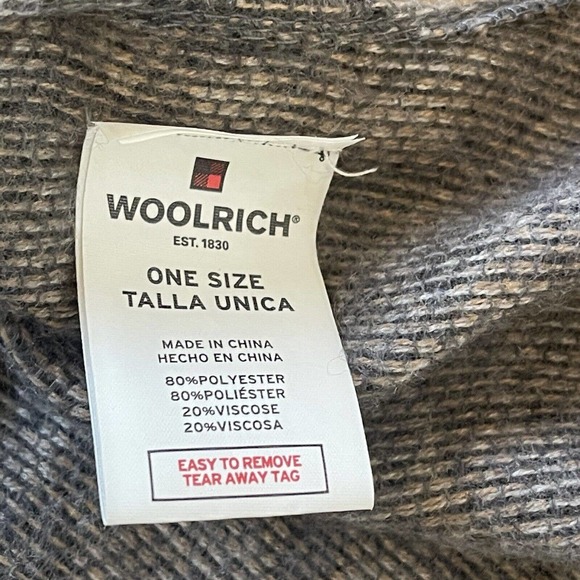 WOOLRICH®
EST. 1830
ONE SIZE
TALLA UNICA
MADE IN CHINA
HECHO EN CHINA
80%POLYESTER
80%POLIÉSTER
20%VISCOSE
20%VISCOSA
EASY TO REMOVE
TEAR AWAY TAG